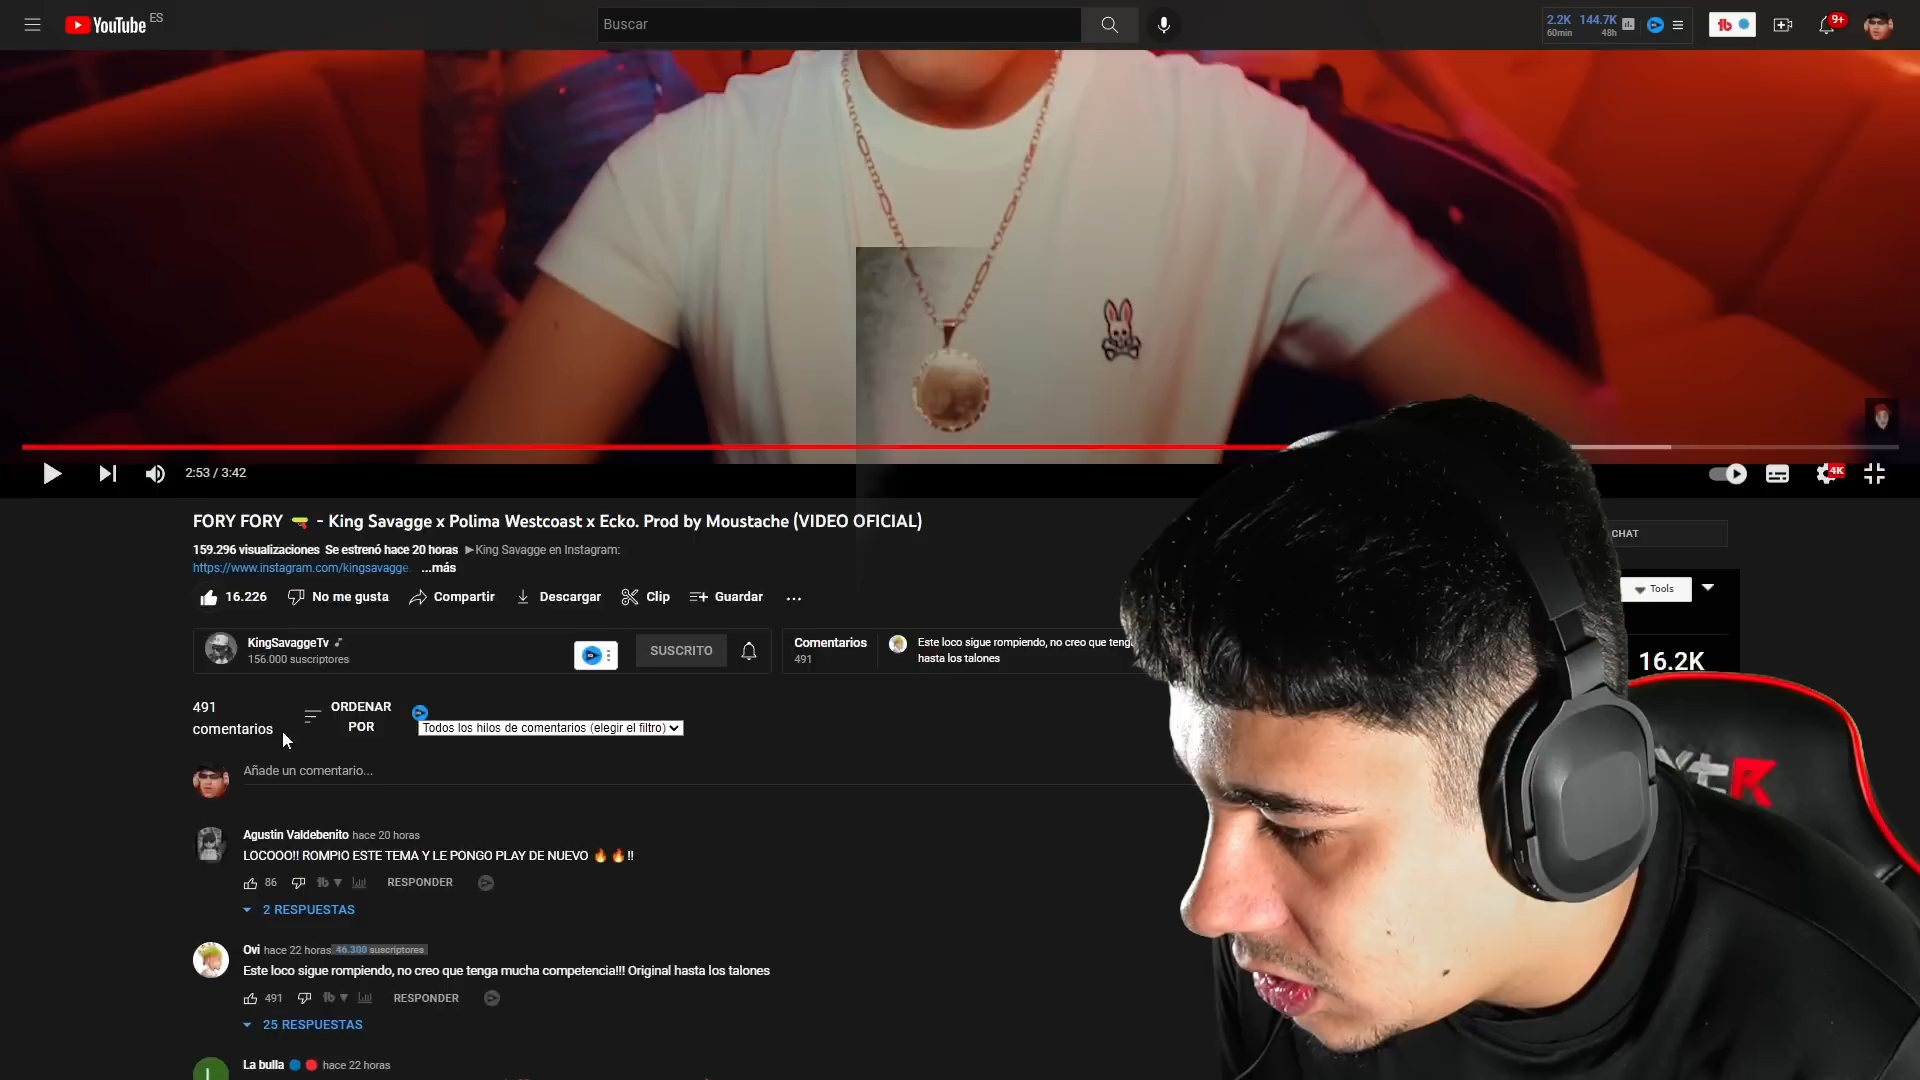 YouTube ES
Buscar
2.2K 144.7K
60min 48h
9+
2:53 / 3:42
4K
FORY FORY 🔫 - King Savagge x Polima Westcoast x Ecko. Prod by Moustache (VIDEO OFICIAL)
159.296 visualizaciones Se estrenó hace 20 horas ▶King Savagge en Instagram:
https://www.instagram.com/kingsavagge. ...más
CHAT
16.226 No me gusta Compartir Descargar Clip Guardar ...
Tools
KingSavaggeTv
156.000 suscriptores
SUSCRITO
Comentarios
491
Este loco sigue rompiendo, no creo que teng
hasta los talones
16.2K
491
comentarios
ORDENAR
POR
Todos los hilos de comentarios (elegir el filtro)
Añade un comentario...
Agustin Valdebenito hace 20 horas
LOCOOO!! ROMPIO ESTE TEMA Y LE PONGO PLAY DE NUEVO 🔥🔥!!
86 RESPONDER
2 RESPUESTAS
Ovi hace 22 horas 46.300 suscriptores
Este loco sigue rompiendo, no creo que tenga mucha competencia!!! Original hasta los talones
491 RESPONDER
25 RESPUESTAS
L
La bulla 🔵🔴 hace 22 horas